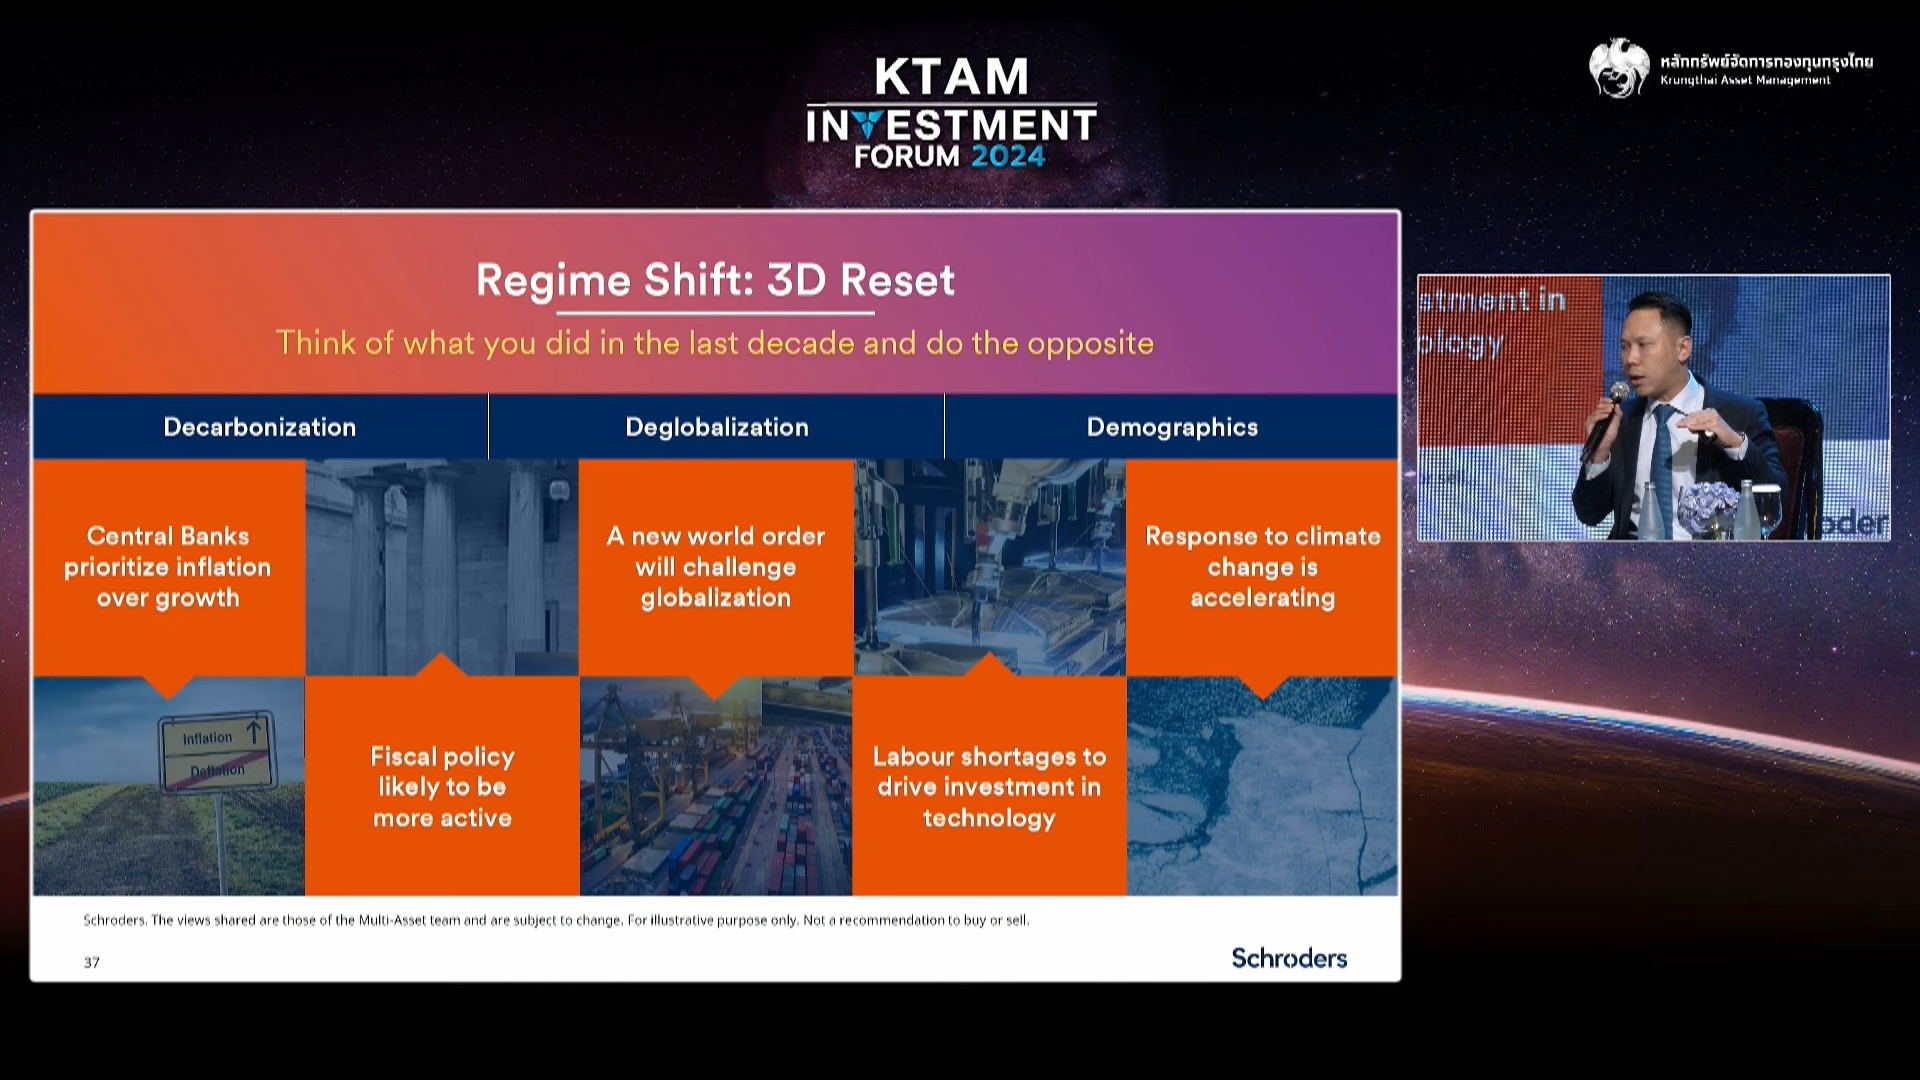 KTAM
INVESTMENT
FORUM 2024
หลักทรัพย์จัดการกองทุนกรุงไทย
Krungthai Asset Management
Regime Shift: 3D Reset
Think of what you did in the last decade and do the opposite
Decarbonization
Deglobalization
Demographics
Central Banks
prioritize inflation
over growth
A new world order
will challenge
globalization
Response to climate
change is
accelerating
Inflation
Deflation
Fiscal policy
likely to be
more active
Labour shortages to
drive investment in
technology
Schroders. The views shared are those of the Multi-Asset team and are subject to change. For illustrative purpose only. Not a recommendation to buy or sell.
37
Schroders
stment in
ology
sell.
oder